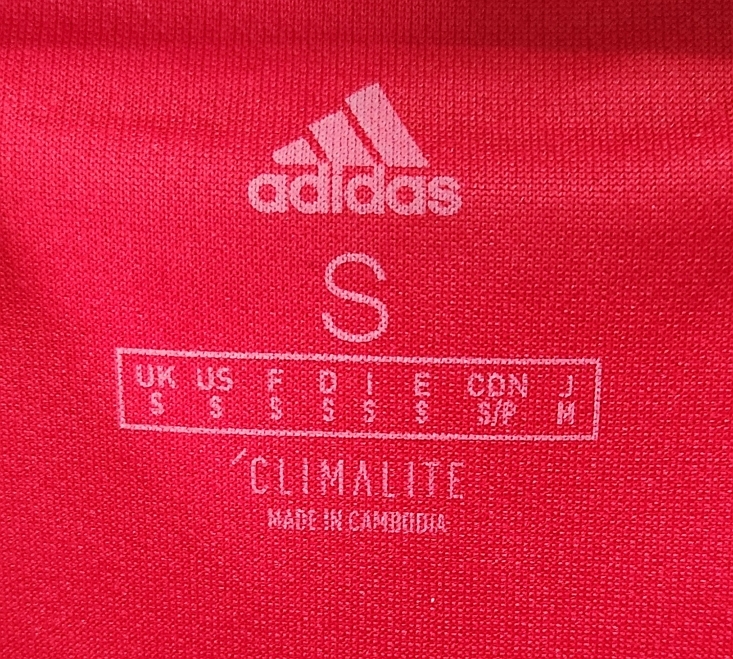 adidas
S
UK US F D I E CDN J
S S S S S S S/P M
CLIMALITE
MADE IN CAMBODIA